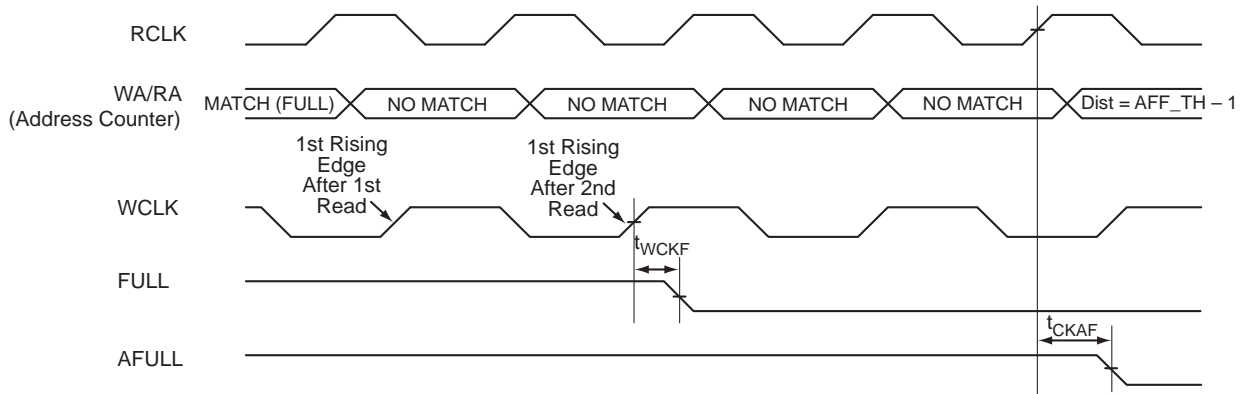 RCLK
WA/RA
(Address Counter)
MATCH (FULL)
NO MATCH
NO MATCH
NO MATCH
NO MATCH
Dist = AFF_TH – 1
1st Rising
Edge
After 1st
Read
1st Rising
Edge
After 2nd
Read
WCLK
tWCKF
FULL
tCKAF
AFULL